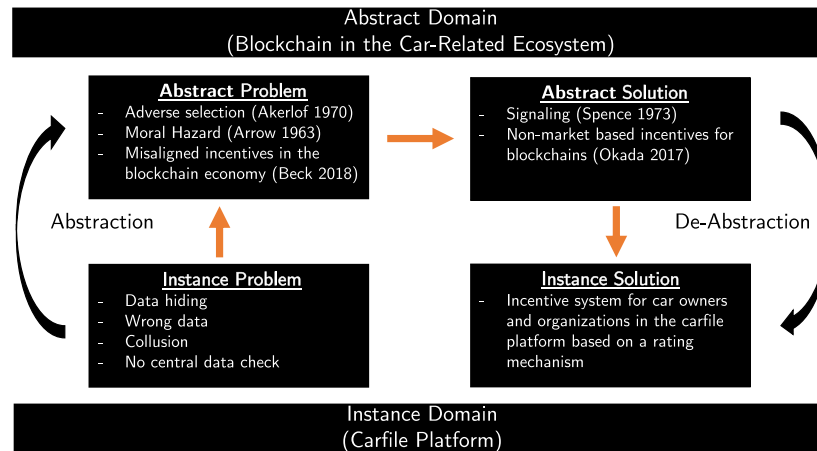 Abstract Domain
(Blockchain in the Car-Related Ecosystem)
Abstract Problem
- Adverse selection (Akerlof 1970)
- Moral Hazard (Arrow 1963)
- Misaligned incentives in the
blockchain economy (Beck 2018)
Abstract Solution
- Signaling (Spence 1973)
- Non-market based incentives for
blockchains (Okada 2017)
Abstraction
De-Abstraction
Instance Problem
- Data hiding
- Wrong data
- Collusion
- No central data check
Instance Solution
- Incentive system for car owners
and organizations in the carfile
platform based on a rating
mechanism
Instance Domain
(Carfile Platform)